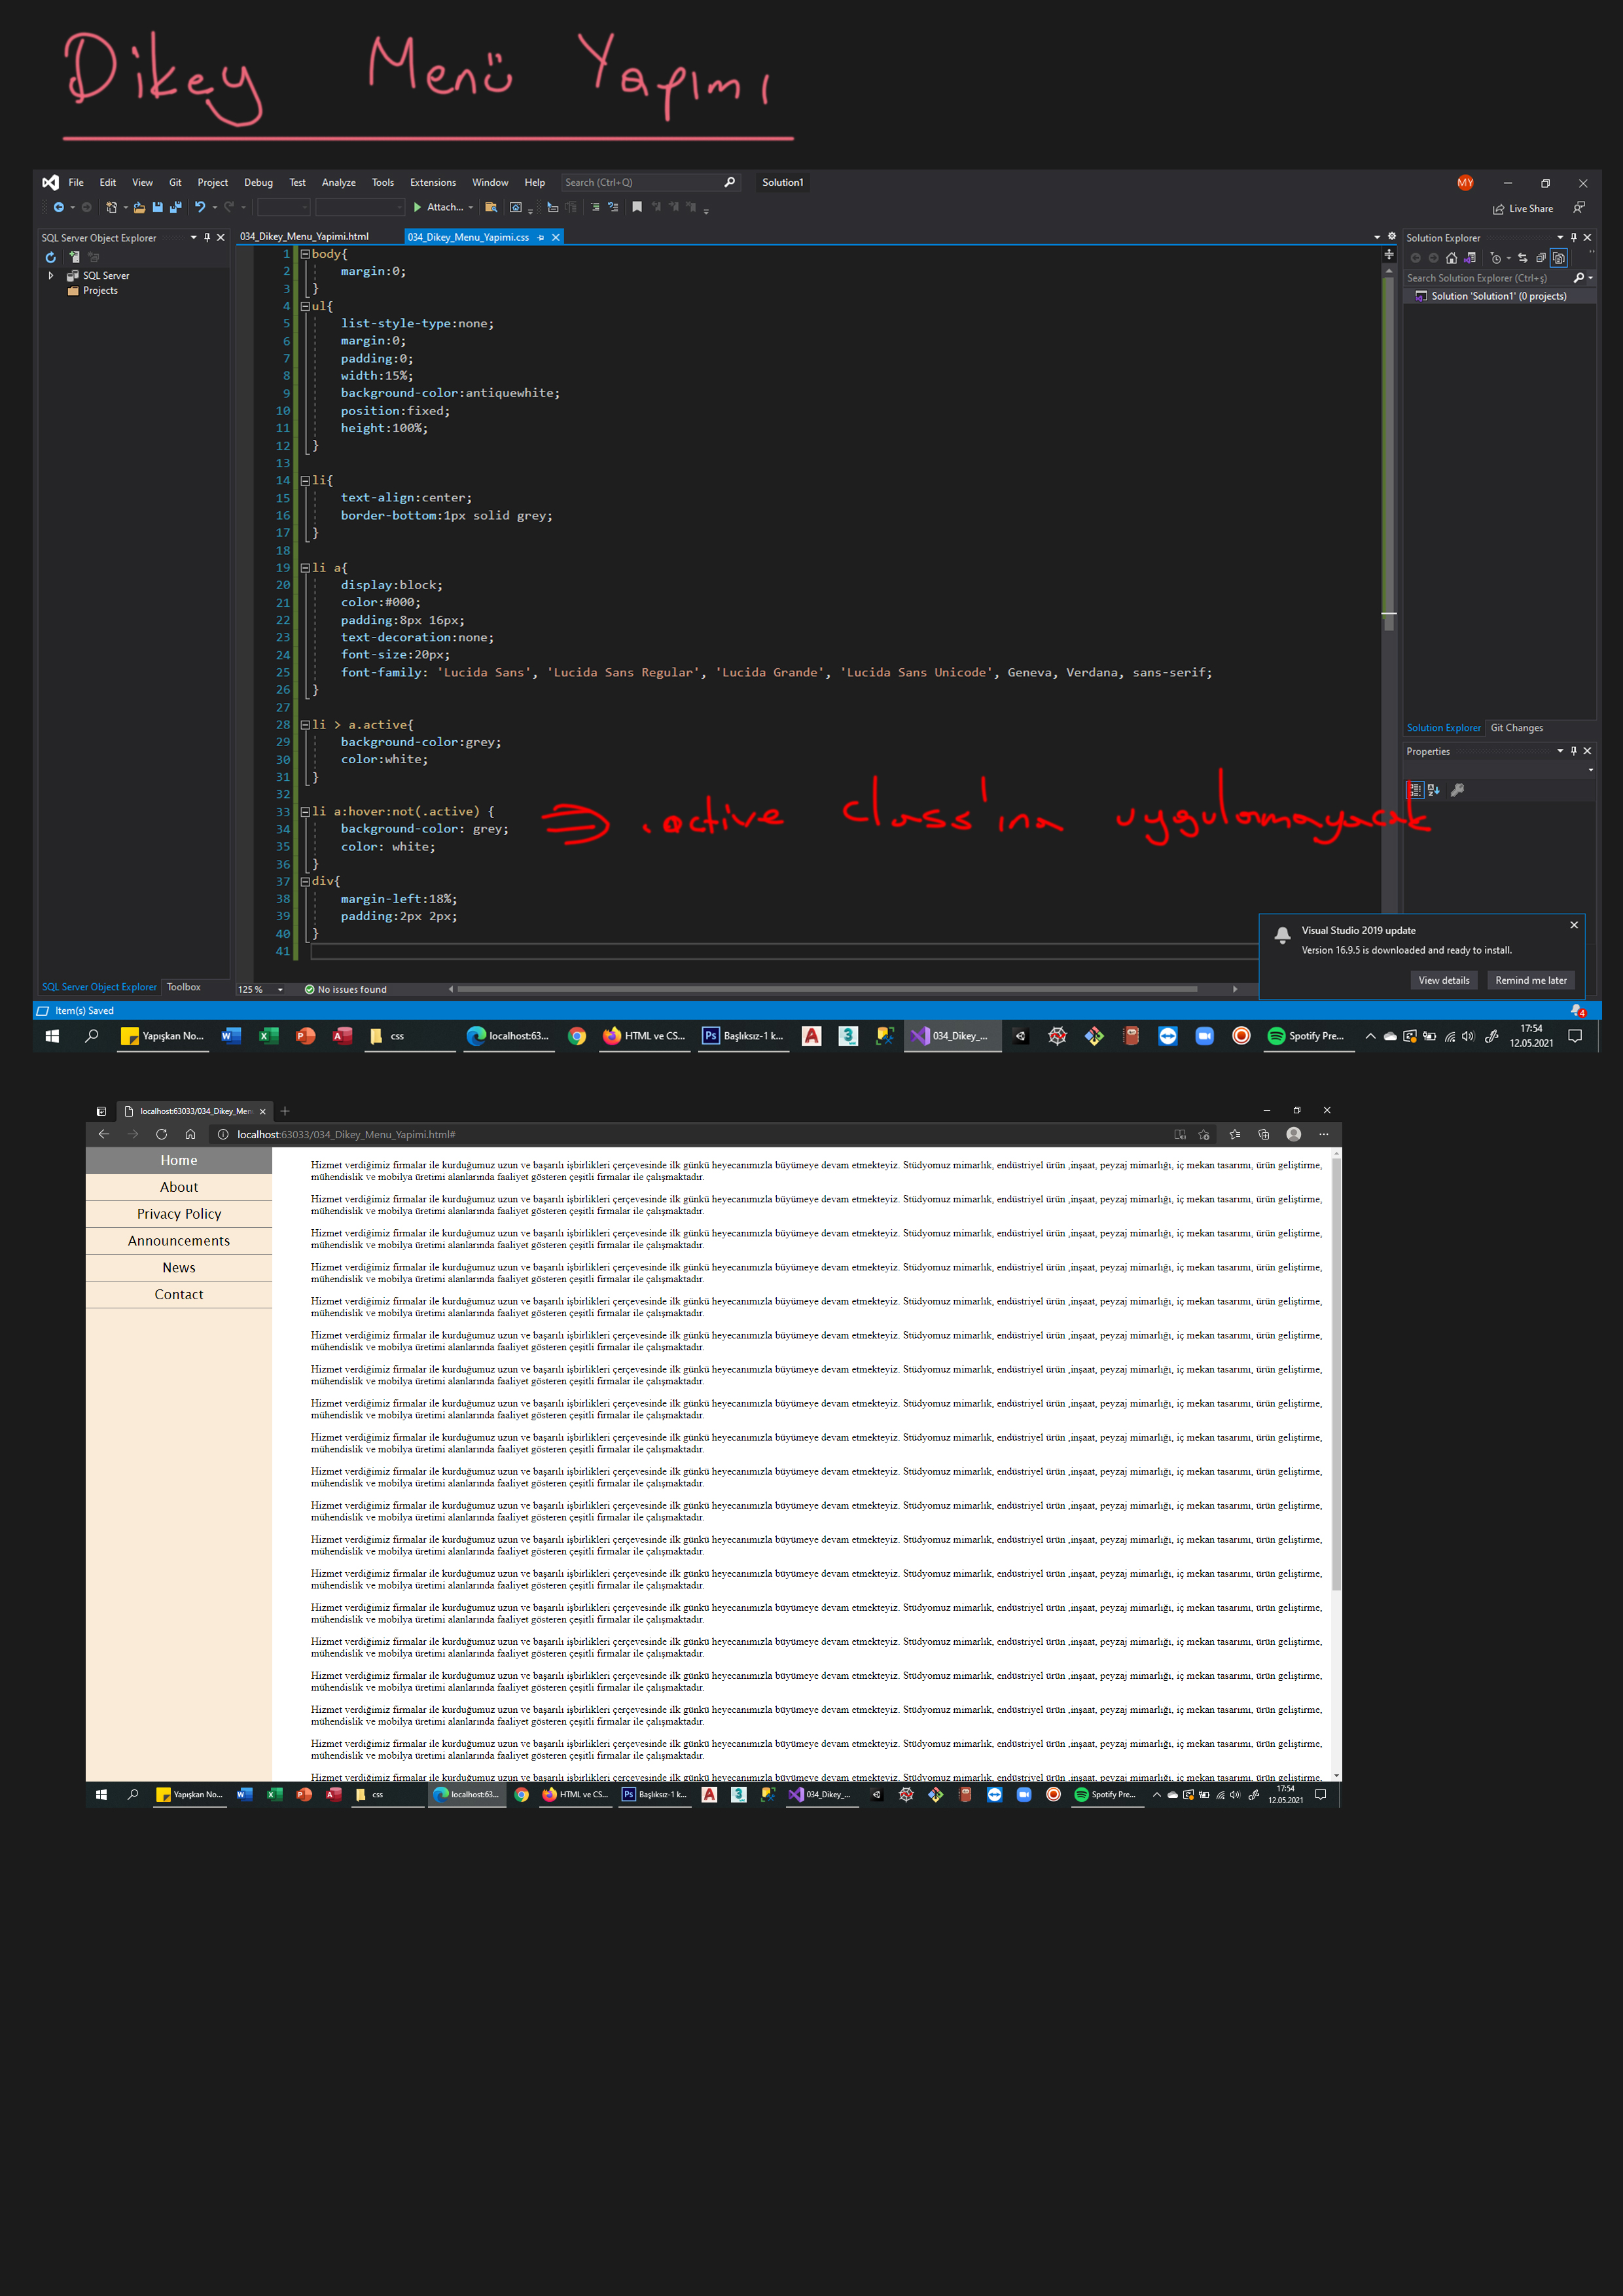 Dikey Menü Yapımı
File Edit View Git Project Debug Test Analyze Tools Extensions Window Help Search (Ctrl+Q) Solution1 MY
Attach... Live Share
SQL Server Object Explorer
SQL Server
Projects
034_Dikey_Menu_Yapimi.html 034_Dikey_Menu_Yapimi.css
1 body{
2 margin:0;
3 }
4 ul{
5 list-style-type:none;
6 margin:0;
7 padding:0;
8 width:15%;
9 background-color:antiquewhite;
10 position:fixed;
11 height:100%;
12 }
13
14 li{
15 text-align:center;
16 border-bottom:1px solid grey;
17 }
18
19 li a{
20 display:block;
21 color:#000;
22 padding:8px 16px;
23 text-decoration:none;
24 font-size:20px;
25 font-family: 'Lucida Sans', 'Lucida Sans Regular', 'Lucida Grande', 'Lucida Sans Unicode', Geneva, Verdana, sans-serif;
26 }
27
28 li > a.active{
29 background-color:grey;
30 color:white;
31 }
32
33 li a:hover:not(.active) {
34 background-color: grey;
35 color: white;
36 }
37 div{
38 margin-left:18%;
39 padding:2px 2px;
40 }
41
⇒ .active class'ına uygulanmayacak
Solution Explorer
Search Solution Explorer (Ctrl+ş)
Solution 'Solution1' (0 projects)
Solution Explorer Git Changes
Properties
Visual Studio 2019 update
Version 16.9.5 is downloaded and ready to install.
View details Remind me later
SQL Server Object Explorer Toolbox
125 % No issues found
Item(s) Saved 4
Yapışkan No... css localhost:63... HTML ve CS... Başlıksız-1 k... 034_Dikey_... Spotify Pre... 17:54
12.05.2021
localhost:63033/034_Dikey_Men
localhost:63033/034_Dikey_Menu_Yapimi.html#
Home
About
Privacy Policy
Announcements
News
Contact
Hizmet verdiğimiz firmalar ile kurduğumuz uzun ve başarılı işbirlikleri çerçevesinde ilk günkü heyecanımızla büyümeye devam etmekteyiz. Stüdyomuz mimarlık, endüstriyel ürün ,inşaat, peyzaj mimarlığı, iç mekan tasarımı, ürün geliştirme,
mühendislik ve mobilya üretimi alanlarında faaliyet gösteren çeşitli firmalar ile çalışmaktadır.
Hizmet verdiğimiz firmalar ile kurduğumuz uzun ve başarılı işbirlikleri çerçevesinde ilk günkü heyecanımızla büyümeye devam etmekteyiz. Stüdyomuz mimarlık, endüstriyel ürün ,inşaat, peyzaj mimarlığı, iç mekan tasarımı, ürün geliştirme,
mühendislik ve mobilya üretimi alanlarında faaliyet gösteren çeşitli firmalar ile çalışmaktadır.
Hizmet verdiğimiz firmalar ile kurduğumuz uzun ve başarılı işbirlikleri çerçevesinde ilk günkü heyecanımızla büyümeye devam etmekteyiz. Stüdyomuz mimarlık, endüstriyel ürün ,inşaat, peyzaj mimarlığı, iç mekan tasarımı, ürün geliştirme,
mühendislik ve mobilya üretimi alanlarında faaliyet gösteren çeşitli firmalar ile çalışmaktadır.
Hizmet verdiğimiz firmalar ile kurduğumuz uzun ve başarılı işbirlikleri çerçevesinde ilk günkü heyecanımızla büyümeye devam etmekteyiz. Stüdyomuz mimarlık, endüstriyel ürün ,inşaat, peyzaj mimarlığı, iç mekan tasarımı, ürün geliştirme,
mühendislik ve mobilya üretimi alanlarında faaliyet gösteren çeşitli firmalar ile çalışmaktadır.
Hizmet verdiğimiz firmalar ile kurduğumuz uzun ve başarılı işbirlikleri çerçevesinde ilk günkü heyecanımızla büyümeye devam etmekteyiz. Stüdyomuz mimarlık, endüstriyel ürün ,inşaat, peyzaj mimarlığı, iç mekan tasarımı, ürün geliştirme,
mühendislik ve mobilya üretimi alanlarında faaliyet gösteren çeşitli firmalar ile çalışmaktadır.
Hizmet verdiğimiz firmalar ile kurduğumuz uzun ve başarılı işbirlikleri çerçevesinde ilk günkü heyecanımızla büyümeye devam etmekteyiz. Stüdyomuz mimarlık, endüstriyel ürün ,inşaat, peyzaj mimarlığı, iç mekan tasarımı, ürün geliştirme,
mühendislik ve mobilya üretimi alanlarında faaliyet gösteren çeşitli firmalar ile çalışmaktadır.
Hizmet verdiğimiz firmalar ile kurduğumuz uzun ve başarılı işbirlikleri çerçevesinde ilk günkü heyecanımızla büyümeye devam etmekteyiz. Stüdyomuz mimarlık, endüstriyel ürün ,inşaat, peyzaj mimarlığı, iç mekan tasarımı, ürün geliştirme,
mühendislik ve mobilya üretimi alanlarında faaliyet gösteren çeşitli firmalar ile çalışmaktadır.
Hizmet verdiğimiz firmalar ile kurduğumuz uzun ve başarılı işbirlikleri çerçevesinde ilk günkü heyecanımızla büyümeye devam etmekteyiz. Stüdyomuz mimarlık, endüstriyel ürün ,inşaat, peyzaj mimarlığı, iç mekan tasarımı, ürün geliştirme,
mühendislik ve mobilya üretimi alanlarında faaliyet gösteren çeşitli firmalar ile çalışmaktadır.
Hizmet verdiğimiz firmalar ile kurduğumuz uzun ve başarılı işbirlikleri çerçevesinde ilk günkü heyecanımızla büyümeye devam etmekteyiz. Stüdyomuz mimarlık, endüstriyel ürün ,inşaat, peyzaj mimarlığı, iç mekan tasarımı, ürün geliştirme,
mühendislik ve mobilya üretimi alanlarında faaliyet gösteren çeşitli firmalar ile çalışmaktadır.
Hizmet verdiğimiz firmalar ile kurduğumuz uzun ve başarılı işbirlikleri çerçevesinde ilk günkü heyecanımızla büyümeye devam etmekteyiz. Stüdyomuz mimarlık, endüstriyel ürün ,inşaat, peyzaj mimarlığı, iç mekan tasarımı, ürün geliştirme,
mühendislik ve mobilya üretimi alanlarında faaliyet gösteren çeşitli firmalar ile çalışmaktadır.
Hizmet verdiğimiz firmalar ile kurduğumuz uzun ve başarılı işbirlikleri çerçevesinde ilk günkü heyecanımızla büyümeye devam etmekteyiz. Stüdyomuz mimarlık, endüstriyel ürün ,inşaat, peyzaj mimarlığı, iç mekan tasarımı, ürün geliştirme,
mühendislik ve mobilya üretimi alanlarında faaliyet gösteren çeşitli firmalar ile çalışmaktadır.
Hizmet verdiğimiz firmalar ile kurduğumuz uzun ve başarılı işbirlikleri çerçevesinde ilk günkü heyecanımızla büyümeye devam etmekteyiz. Stüdyomuz mimarlık, endüstriyel ürün ,inşaat, peyzaj mimarlığı, iç mekan tasarımı, ürün geliştirme,
mühendislik ve mobilya üretimi alanlarında faaliyet gösteren çeşitli firmalar ile çalışmaktadır.
Hizmet verdiğimiz firmalar ile kurduğumuz uzun ve başarılı işbirlikleri çerçevesinde ilk günkü heyecanımızla büyümeye devam etmekteyiz. Stüdyomuz mimarlık, endüstriyel ürün ,inşaat, peyzaj mimarlığı, iç mekan tasarımı, ürün geliştirme,
mühendislik ve mobilya üretimi alanlarında faaliyet gösteren çeşitli firmalar ile çalışmaktadır.
Hizmet verdiğimiz firmalar ile kurduğumuz uzun ve başarılı işbirlikleri çerçevesinde ilk günkü heyecanımızla büyümeye devam etmekteyiz. Stüdyomuz mimarlık, endüstriyel ürün ,inşaat, peyzaj mimarlığı, iç mekan tasarımı, ürün geliştirme,
mühendislik ve mobilya üretimi alanlarında faaliyet gösteren çeşitli firmalar ile çalışmaktadır.
Hizmet verdiğimiz firmalar ile kurduğumuz uzun ve başarılı işbirlikleri çerçevesinde ilk günkü heyecanımızla büyümeye devam etmekteyiz. Stüdyomuz mimarlık, endüstriyel ürün ,inşaat, peyzaj mimarlığı, iç mekan tasarımı, ürün geliştirme,
mühendislik ve mobilya üretimi alanlarında faaliyet gösteren çeşitli firmalar ile çalışmaktadır.
Hizmet verdiğimiz firmalar ile kurduğumuz uzun ve başarılı işbirlikleri çerçevesinde ilk günkü heyecanımızla büyümeye devam etmekteyiz. Stüdyomuz mimarlık, endüstriyel ürün ,inşaat, peyzaj mimarlığı, iç mekan tasarımı, ürün geliştirme,
mühendislik ve mobilya üretimi alanlarında faaliyet gösteren çeşitli firmalar ile çalışmaktadır.
Hizmet verdiğimiz firmalar ile kurduğumuz uzun ve başarılı işbirlikleri çerçevesinde ilk günkü heyecanımızla büyümeye devam etmekteyiz. Stüdyomuz mimarlık, endüstriyel ürün ,inşaat, peyzaj mimarlığı, iç mekan tasarımı, ürün geliştirme,
mühendislik ve mobilya üretimi alanlarında faaliyet gösteren çeşitli firmalar ile çalışmaktadır.
Hizmet verdiğimiz firmalar ile kurduğumuz uzun ve başarılı işbirlikleri çerçevesinde ilk günkü heyecanımızla büyümeye devam etmekteyiz. Stüdyomuz mimarlık, endüstriyel ürün ,inşaat, peyzaj mimarlığı, iç mekan tasarımı, ürün geliştirme,
mühendislik ve mobilya üretimi alanlarında faaliyet gösteren çeşitli firmalar ile çalışmaktadır.
Hizmet verdiğimiz firmalar ile kurduğumuz uzun ve başarılı işbirlikleri çerçevesinde ilk günkü heyecanımızla büyümeye devam etmekteyiz. Stüdyomuz mimarlık, endüstriyel ürün ,inşaat, peyzaj mimarlığı, iç mekan tasarımı, ürün geliştirme,
Yapışkan No... css localhost:63... HTML ve CS... Başlıksız-1 k... 034_Dikey_... Spotify Pre... 17:54
12.05.2021